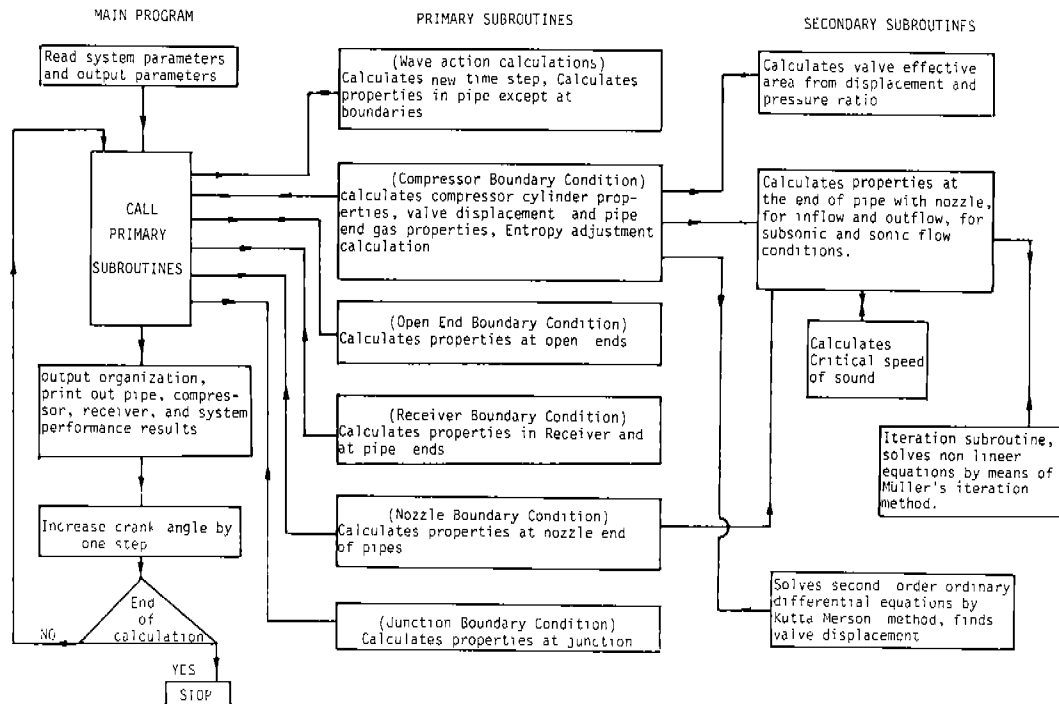 MAIN PROGRAM
PRIMARY SUBROUTINES
SECONDARY SUBROUTINFS
Read system parameters
and output parameters
CALL
PRIMARY
SUBROUTINES
output organization,
print out pipe, compres-
sor, receiver, and system
performance results
Increase crank angle by
one step
End
of
calculation
NO
YES
STOP
(Wave action calculations)
Calculates new time step, Calculates
properties in pipe except at
boundaries
(Compressor Boundary Condition)
calculates compressor cylinder prop-
erties, valve displacement and pipe
end gas properties, Entropy adjustment
calculation
(Open End Boundary Condition)
Calculates properties at open ends
(Receiver Boundary Condition)
Calculates properties in Receiver and
at pipe ends
(Nozzle Boundary Condition)
Calculates properties at nozzle end
of pipes
(Junction Boundary Condition)
Calculates properties at junction
Calculates valve effective
area from displacement and
pressure ratio
Calculates properties at
the end of pipe with nozzle,
for inflow and outflow, for
subsonic and sonic flow
conditions.
Calculates
Critical speed
of sound
Iteration subroutine,
solves non lineer
equations by means of
Müller's iteration
method.
Solves second order ordinary
differential equations by
Kutta Merson method, finds
valve displacement